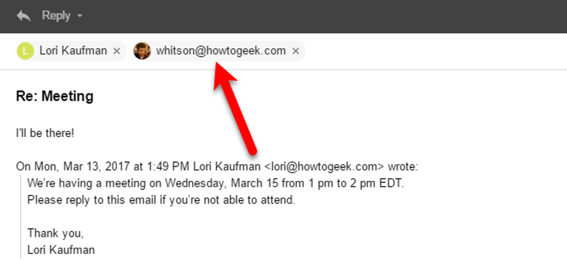 Reply
L Lori Kaufman × whitson@howtogeek.com ×
Re: Meeting
I'll be there!
On Mon, Mar 13, 2017 at 1:49 PM Lori Kaufman <lori@howtogeek.com> wrote:
We're having a meeting on Wednesday, March 15 from 1 pm to 2 pm EDT.
Please reply to this email if you're not able to attend.
Thank you,
Lori Kaufman